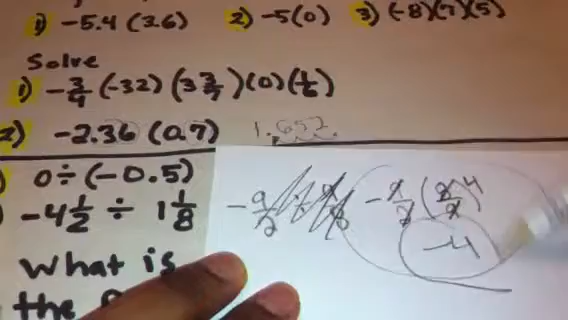 1) -5.4 (3.6) 2) -5(0) 3) (-8)(7)(5)
Solve
1) -3/4 (-32) (3 3/7) (0) (1/6)
2) -2.36 (0.7) 1.652
0 ÷ (-0.5)
-4 1/2 ÷ 1 1/8
What is
the
-9/2
-4